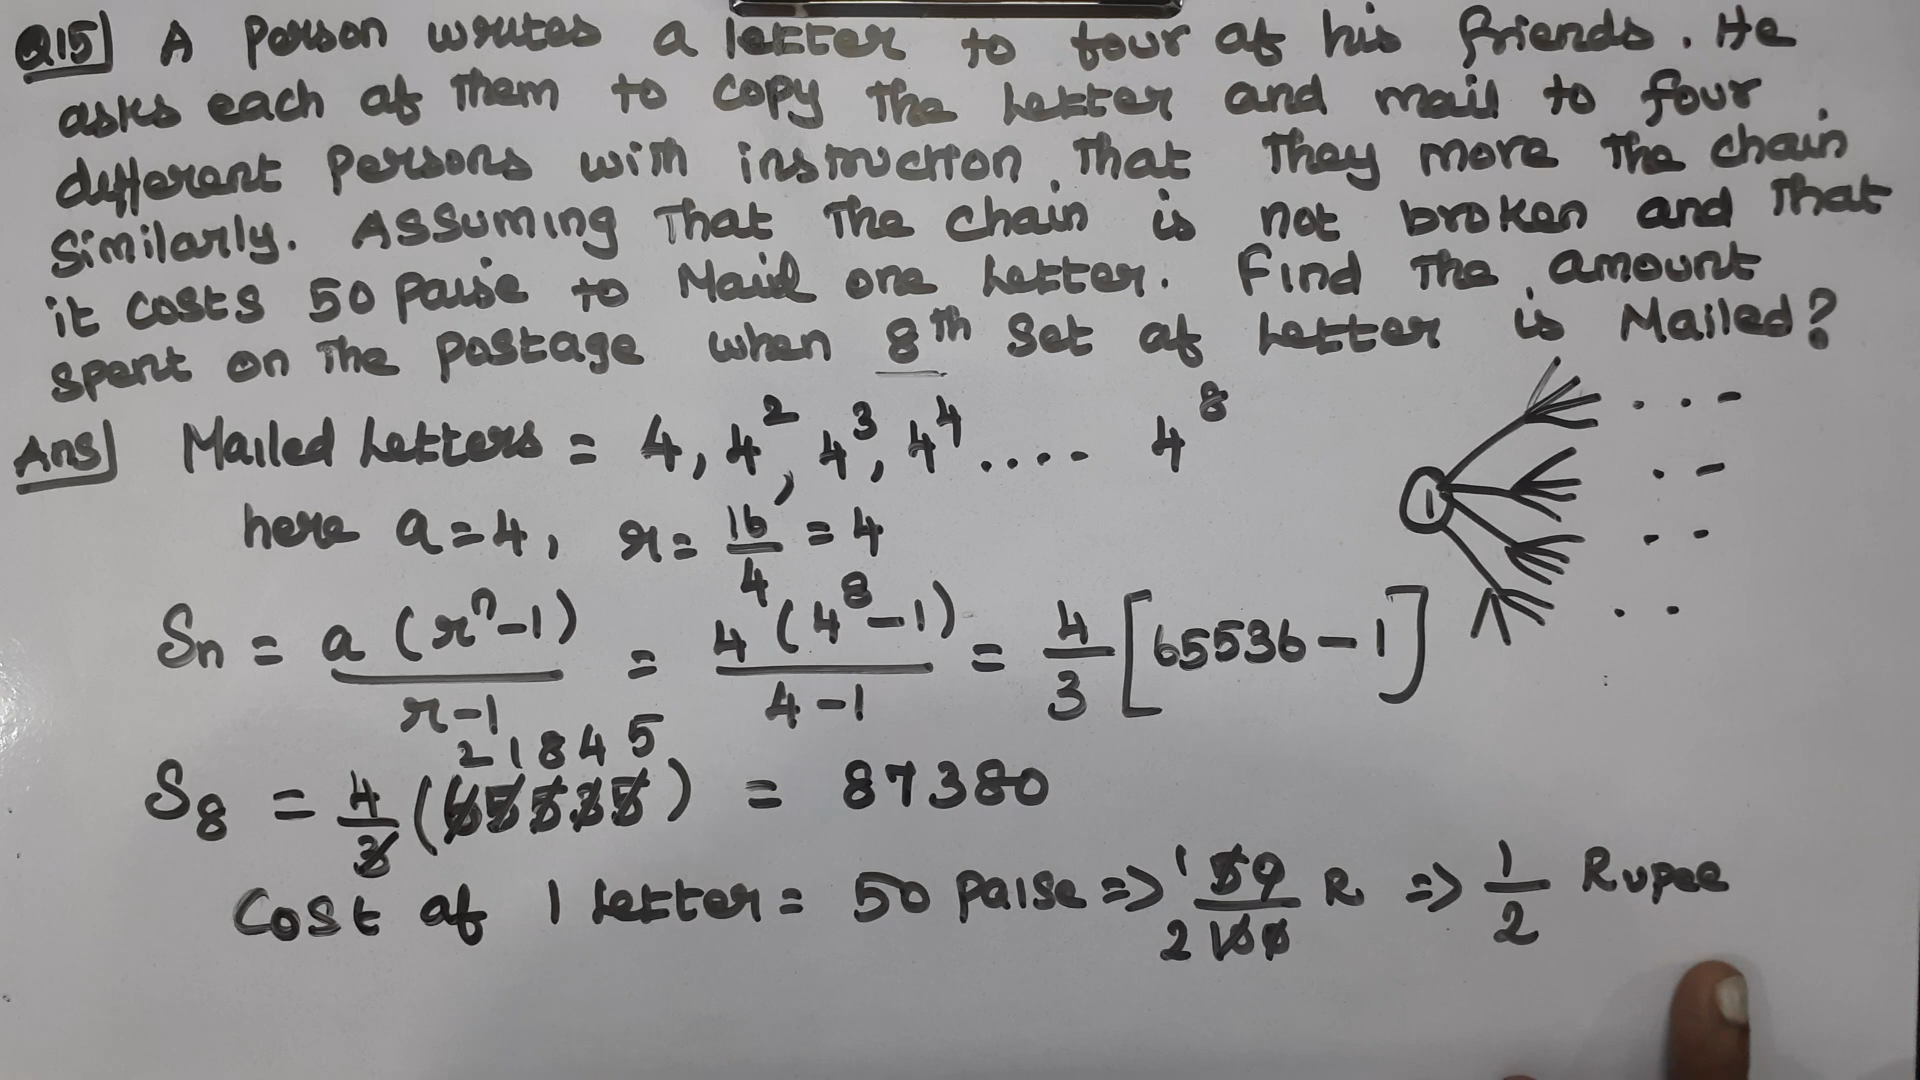 Q15] A Person writes a letter to four of his friends. He
asks each of them to copy the letter and mail to four
different persons with instruction that they move the chain
similarly. Assuming that the chain is not broken and that
it costs 50 paise to Mail one letter. Find the amount
spent on the postage when 8th set of letter is Mailed?
Ans] Mailed letters = 4, 4², 4³, 4⁴ .... 4⁸
here a=4, r = 16/4 = 4
Sn = a(rⁿ-1)/r-1 = 4(4⁸-1)/4-1 = 4/3 [65536-1]
21845
S8 = 4/3 (65535) = 87380
Cost of 1 letter = 50 paise => 1 50/2 100 R => 1/2 Rupee